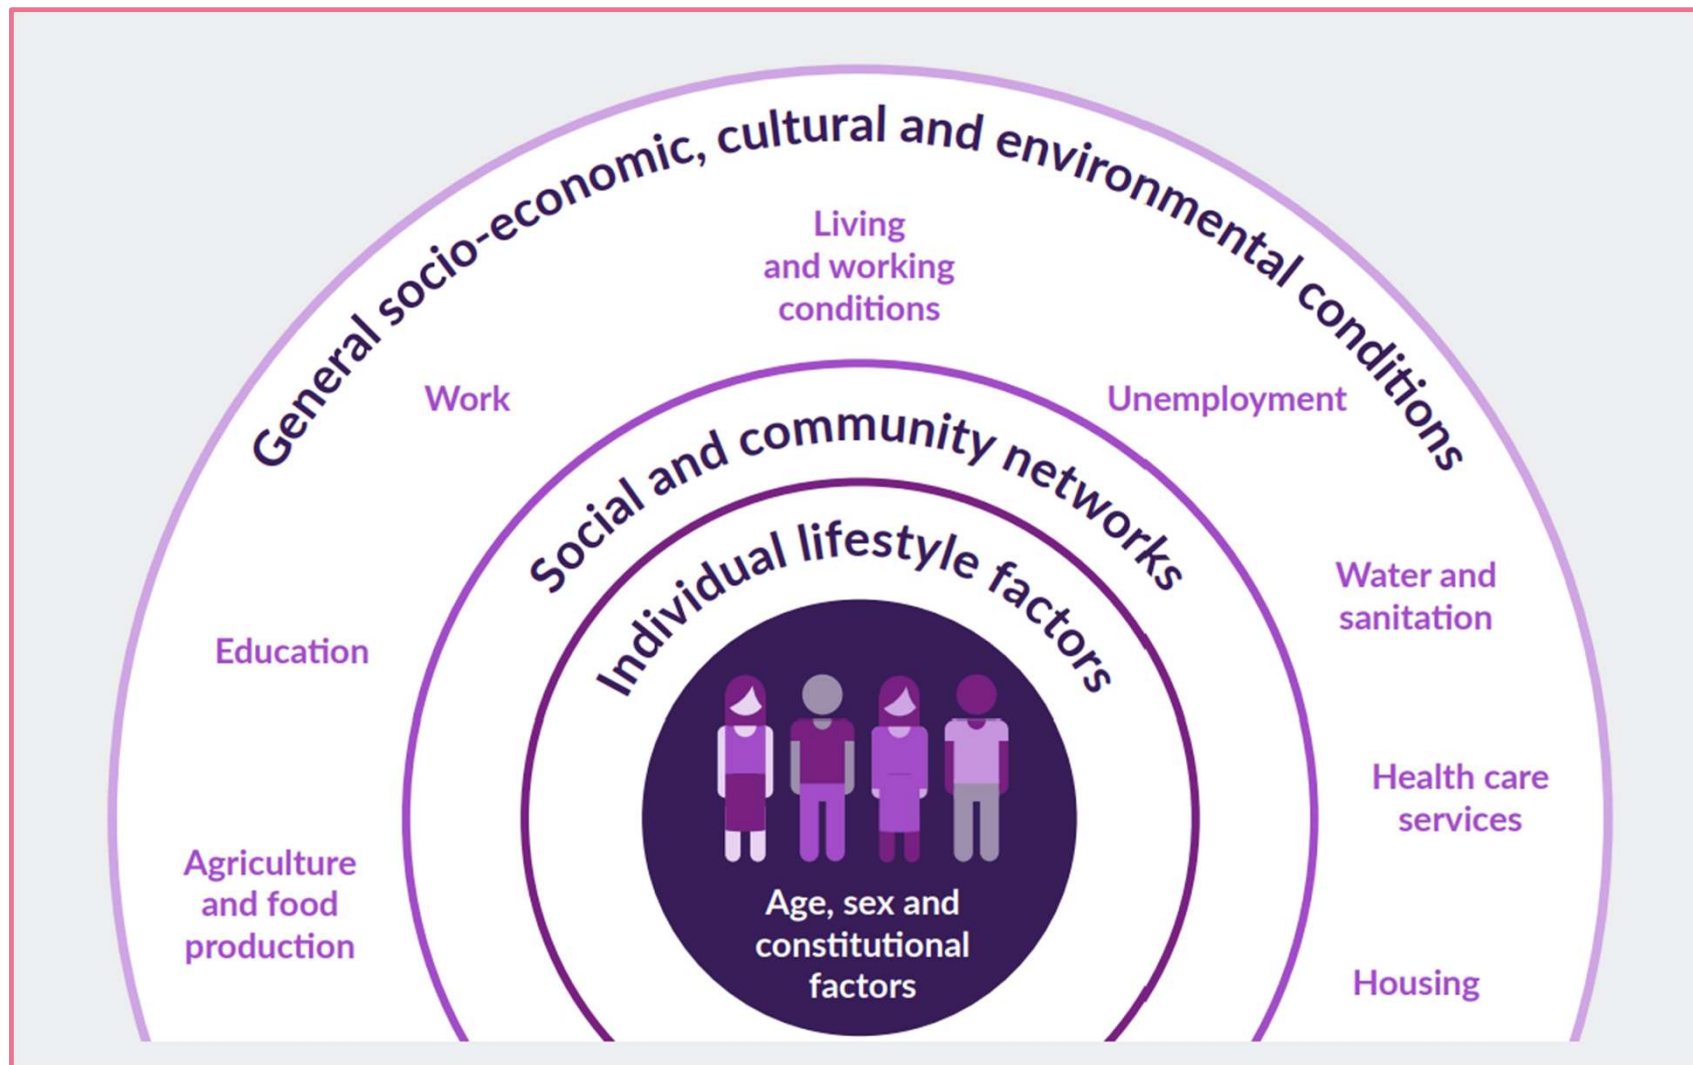 General socio-economic, cultural and environmental conditions
Living
and working
conditions
Work
Unemployment
Social and community networks
Individual lifestyle factors
Water and
sanitation
Education
Health care
services
Agriculture
and food
production
Age, sex and
constitutional
factors
Housing